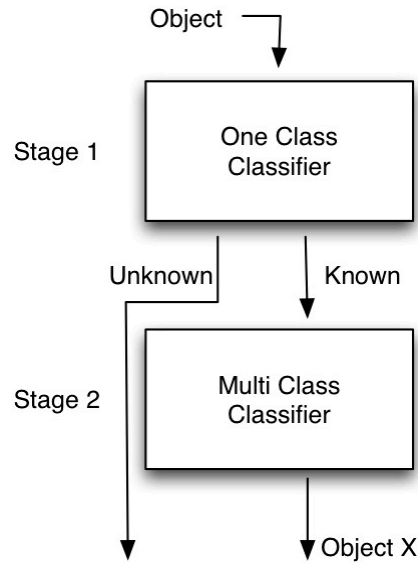 Object
Stage 1
One Class
Classifier
Unknown
Known
Stage 2
Multi Class
Classifier
Object X